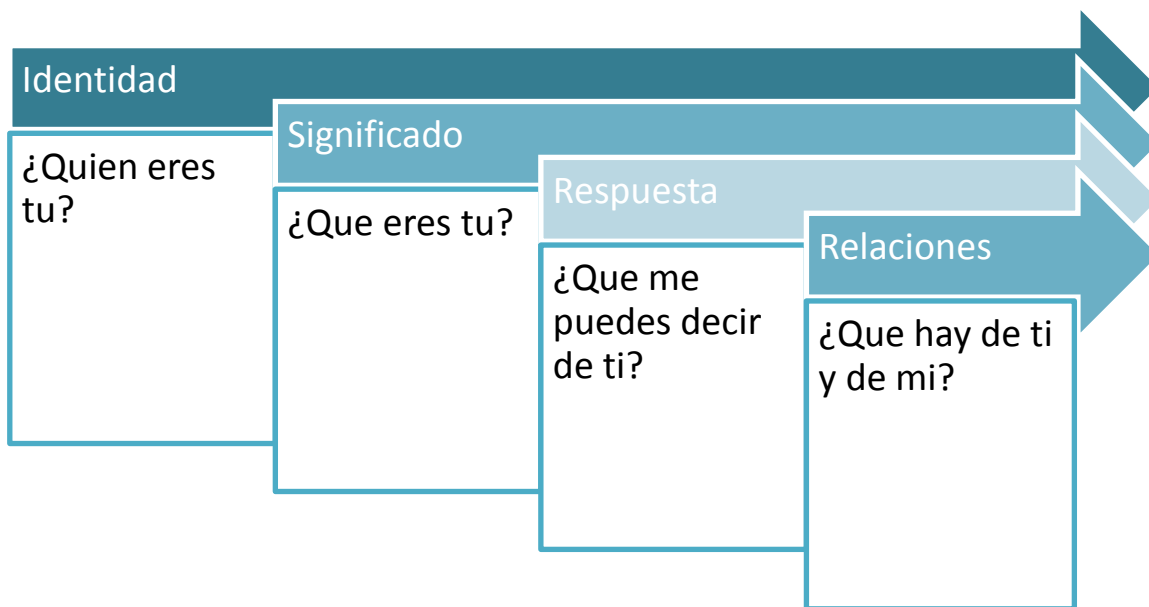 Identidad
¿Quien eres
tu?
Significado
¿Que eres tu?
Respuesta
¿Que me
puedes decir
de ti?
Relaciones
¿Que hay de ti
y de mi?